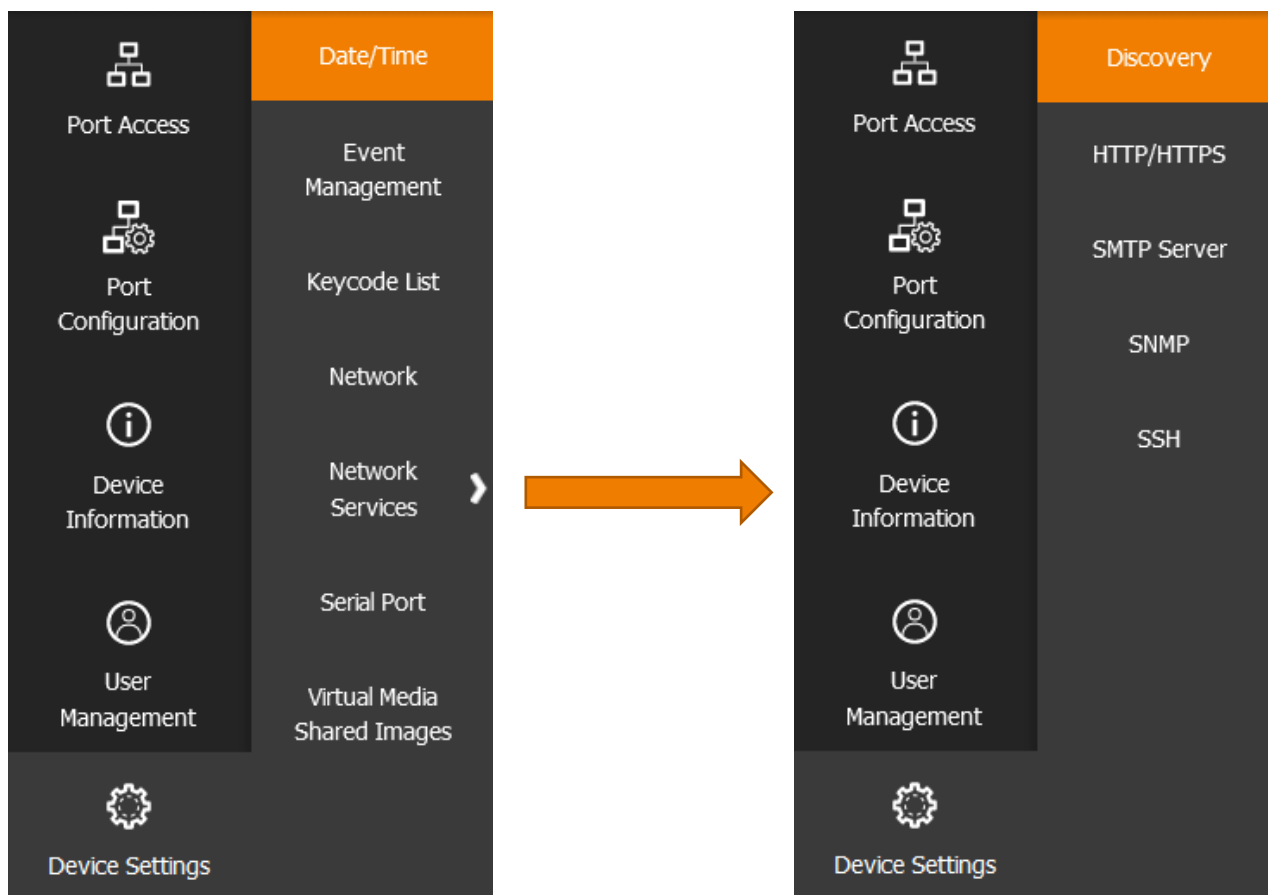 Port Access
Port
Configuration
Device
Information
User
Management
Device Settings
Date/Time
Event
Management
Keycode List
Network
Network
Services
Serial Port
Virtual Media
Shared Images
Port Access
Port
Configuration
Device
Information
User
Management
Device Settings
Discovery
HTTP/HTTPS
SMTP Server
SNMP
SSH